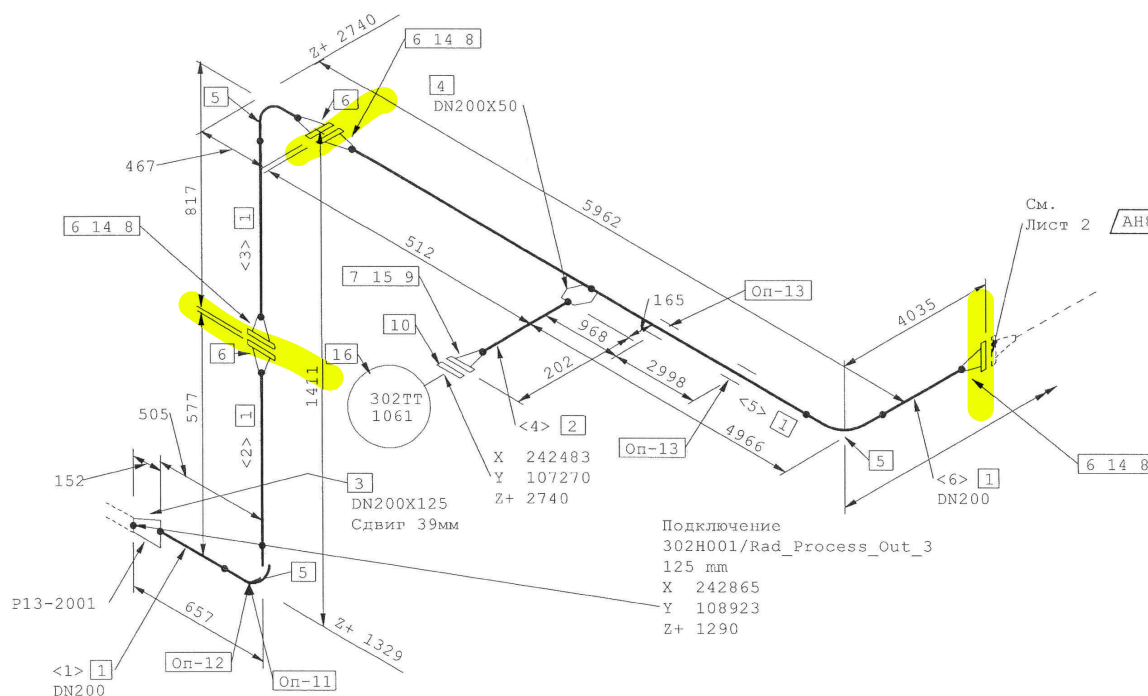 Z+ 2740
6 14 8
4
DN200X50
5
6
467
817
1
<3>
5962
См.
Лист 2
АН8
6 14 8
512
7 15 9
165
Оп-13
4035
10
16
968
202
2998
302ТТ
1061
6
1411
577
505
1
<2>
<4> 2
Оп-13
<5> 1
4966
5
X 242483
Y 107270
Z+ 2740
6 14 8
<6> 1
DN200
152
3
DN200X125
Сдвиг 39мм
Подключение
302H001/Rad_Process_Out_3
125 mm
X 242865
Y 108923
Z+ 1290
5
P13-2001
657
Z+ 1329
Оп-12
Оп-11
<1> 1
DN200